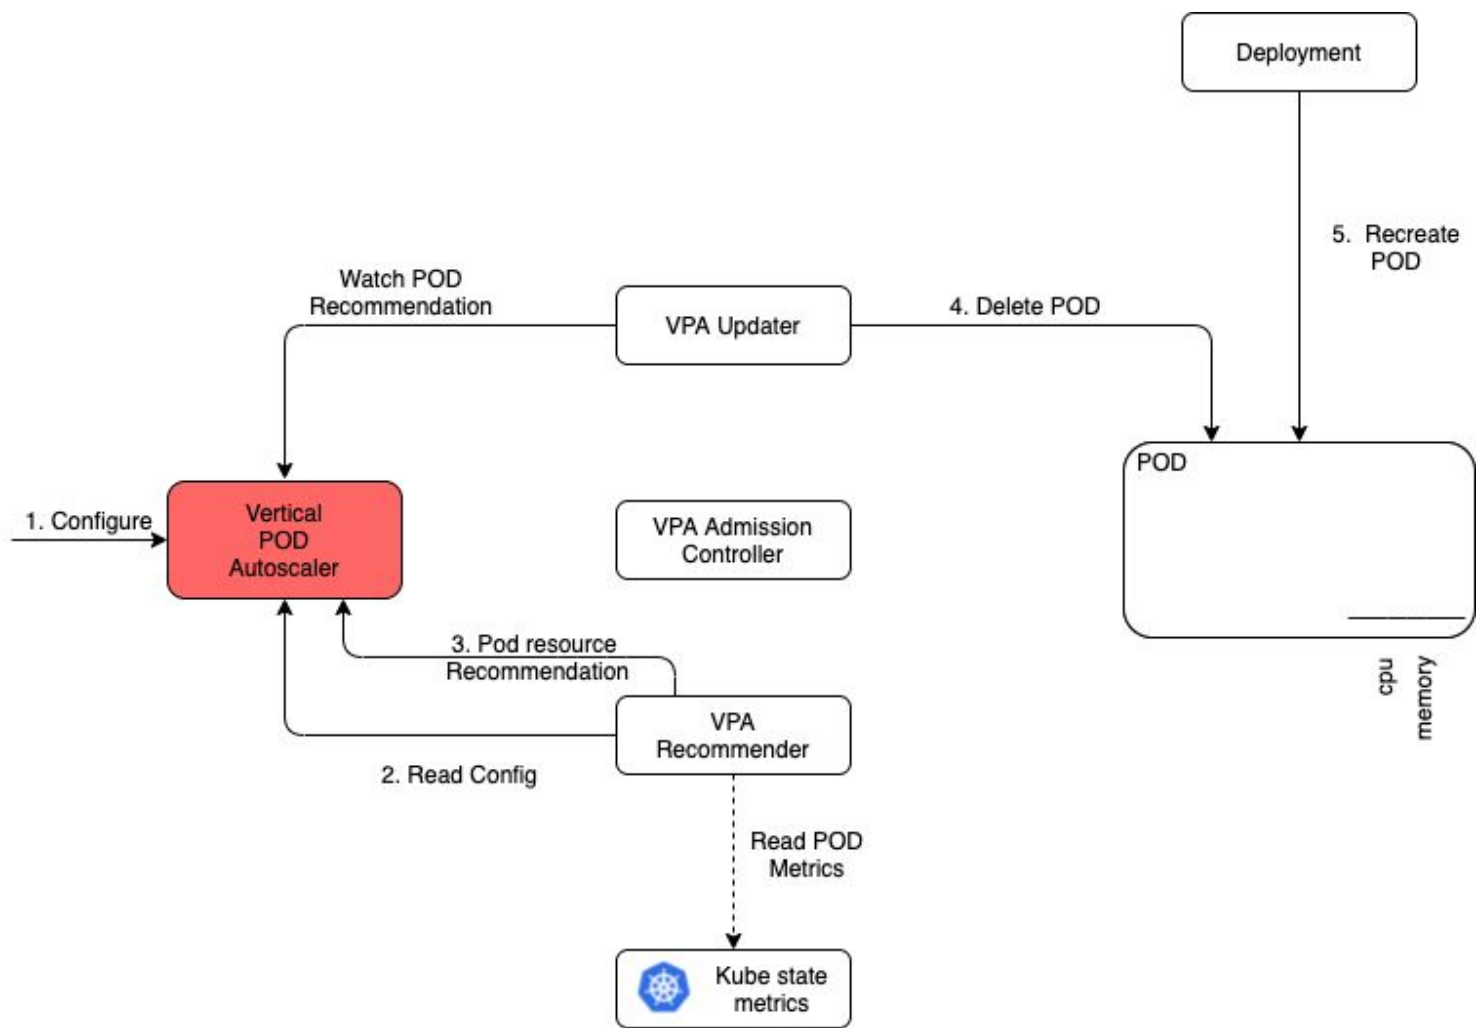 Deployment
5. Recreate
POD
Watch POD
Recommendation
VPA Updater
4. Delete POD
POD
1. Configure
Vertical
POD
Autoscaler
VPA Admission
Controller
3. Pod resource
Recommendation
cpu
memory
VPA
Recommender
2. Read Config
Read POD
Metrics
Kube state
metrics